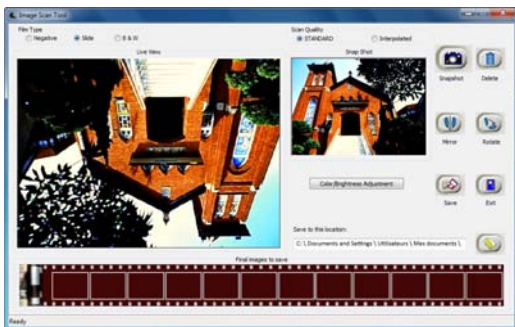 Image Scan Tool
Film Type
Negative
Slide
B & W
Scan Quality
STANDARD
Interpolated
Live View
Snap Shot
Snapshot
Delete
Mirror
Rotate
Color/Brightness Adjustment
Save
Exit
Save to this location:
C: \ Documents and Settings \ Utilisateurs \ Mes documents \
Final images to save
Ready